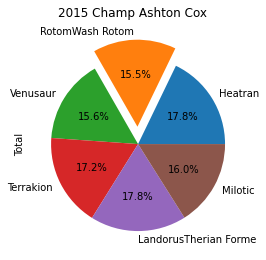 2015 Champ Ashton Cox
RotomWash Rotom
15.5%
Venusaur
Heatran
15.6%
17.8%
Total
17.2%
16.0%
Terrakion
Milotic
17.8%
LandorusTherian Forme